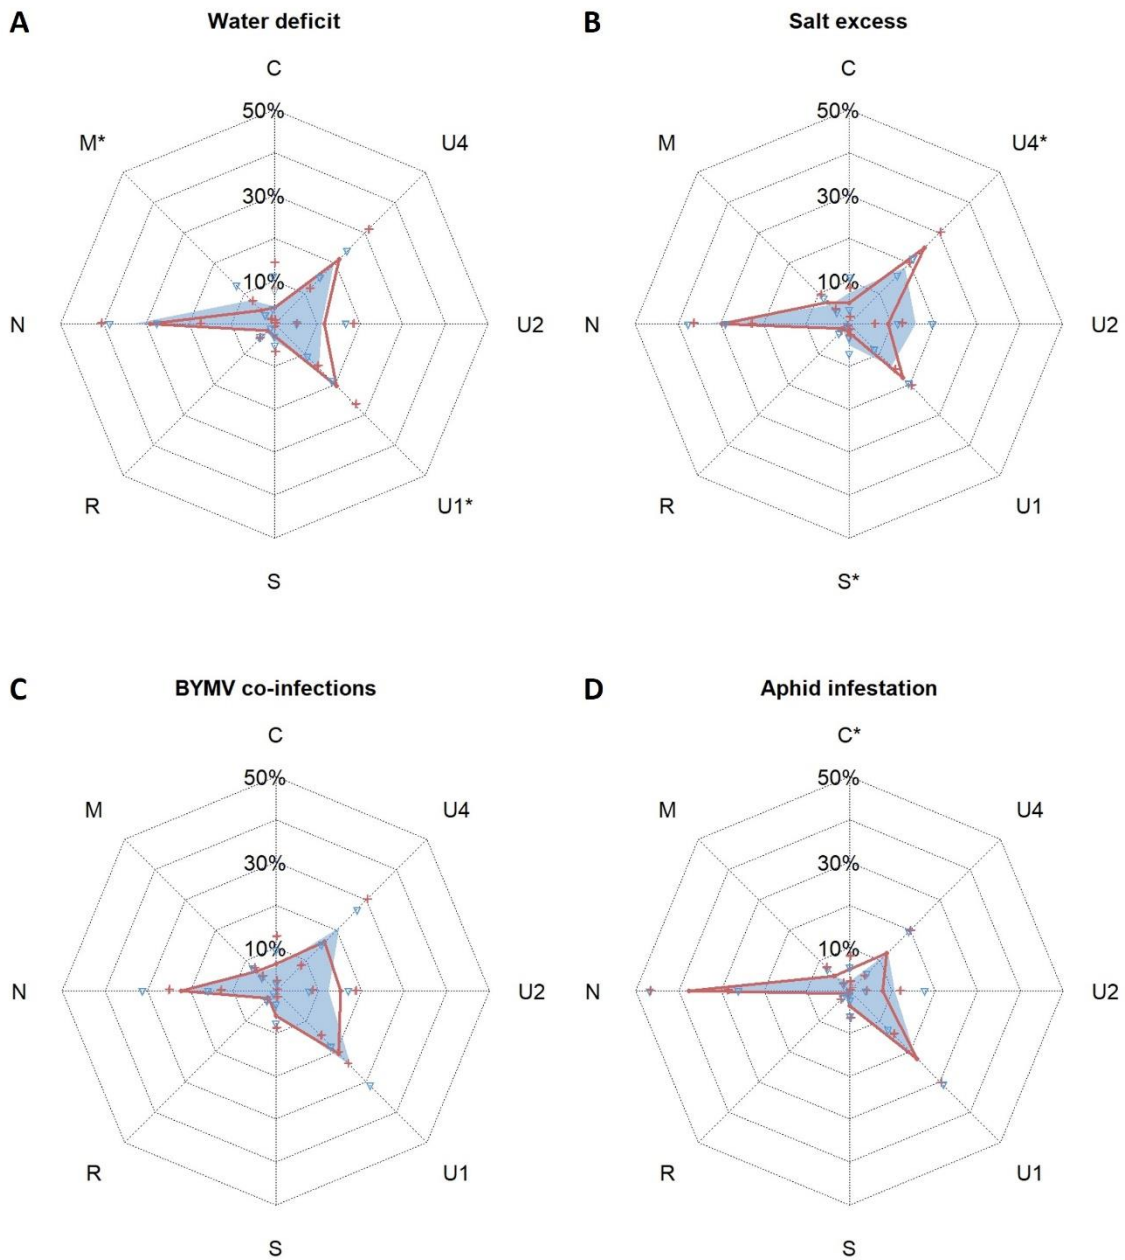 A Water deficit
C
50%
M* U4
30%
10%
N U2
R U1*
S
B Salt excess
C
50%
M U4*
30%
10%
N U2
R U1
S*
C BYMV co-infections
C
50%
M U4
30%
10%
N U2
R U1
S
D Aphid infestation
C*
50%
M U4
30%
10%
N U2
R U1
S